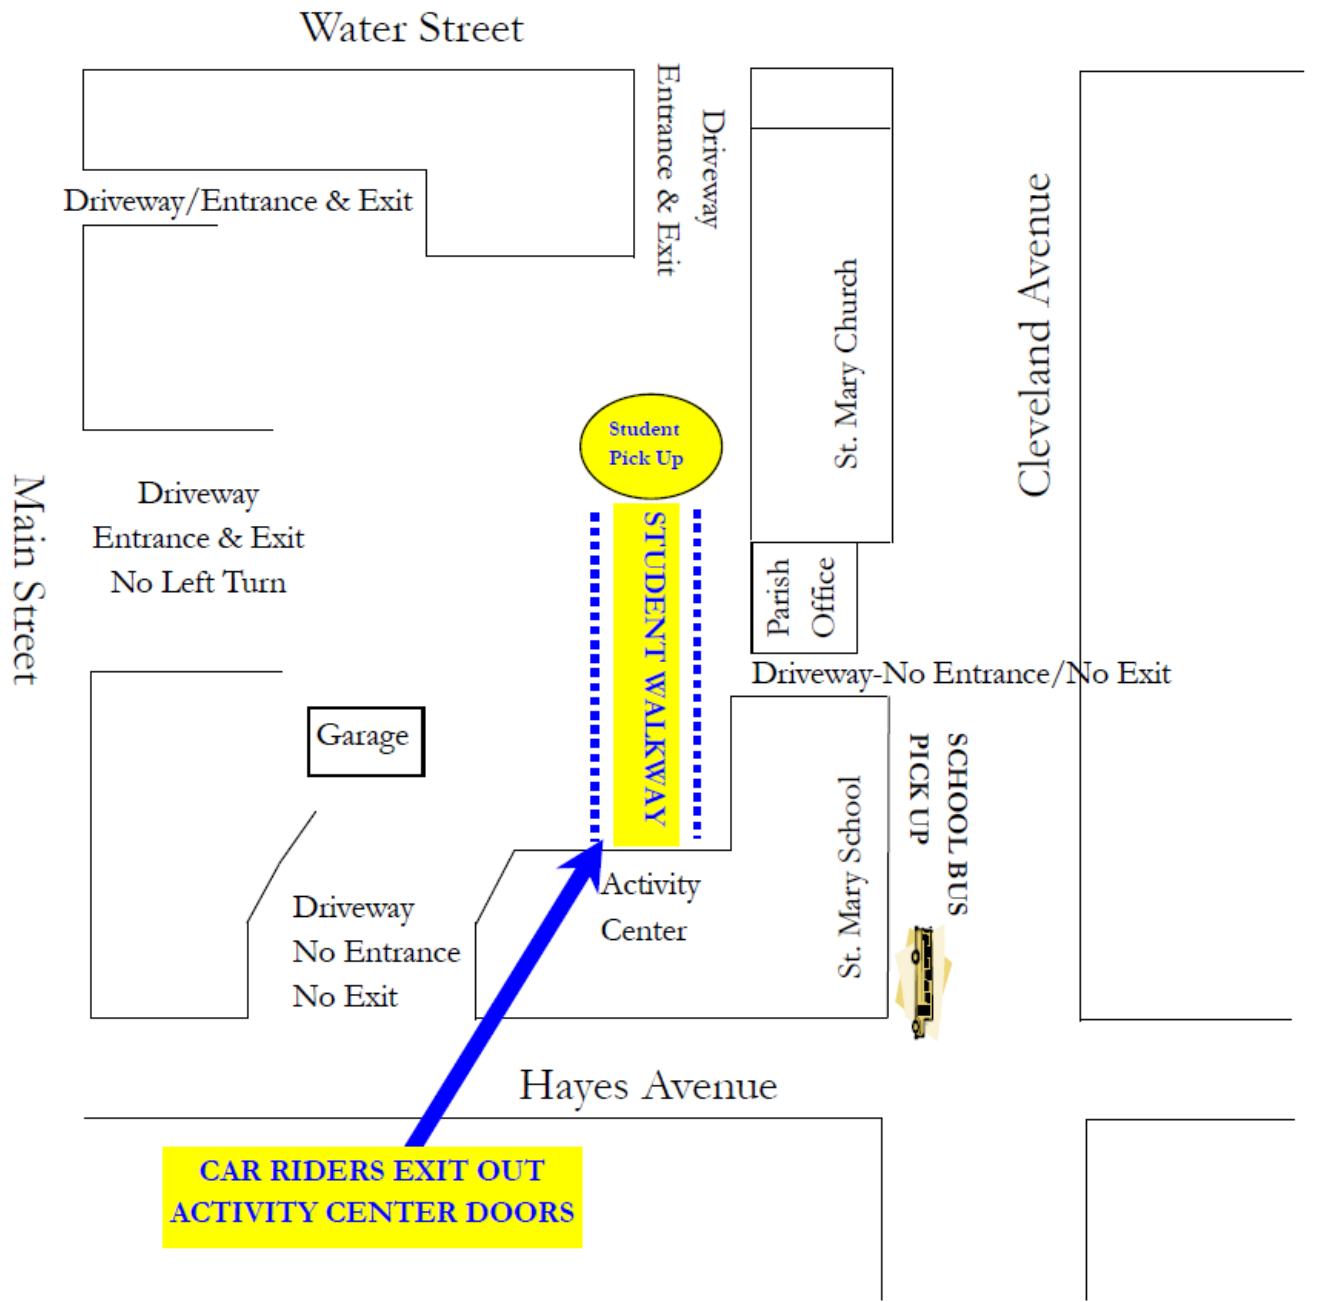 Water Street
Driveway
Entrance & Exit
Driveway/Entrance & Exit
Cleveland Avenue
St. Mary Church
Student
Pick Up
Main Street
Driveway
Entrance & Exit
No Left Turn
STUDENT WALKWAY
Parish
Office
Driveway-No Entrance/No Exit
Garage
SCHOOL BUS
PICK UP
St. Mary School
Activity
Center
Driveway
No Entrance
No Exit
Hayes Avenue
CAR RIDERS EXIT OUT
ACTIVITY CENTER DOORS